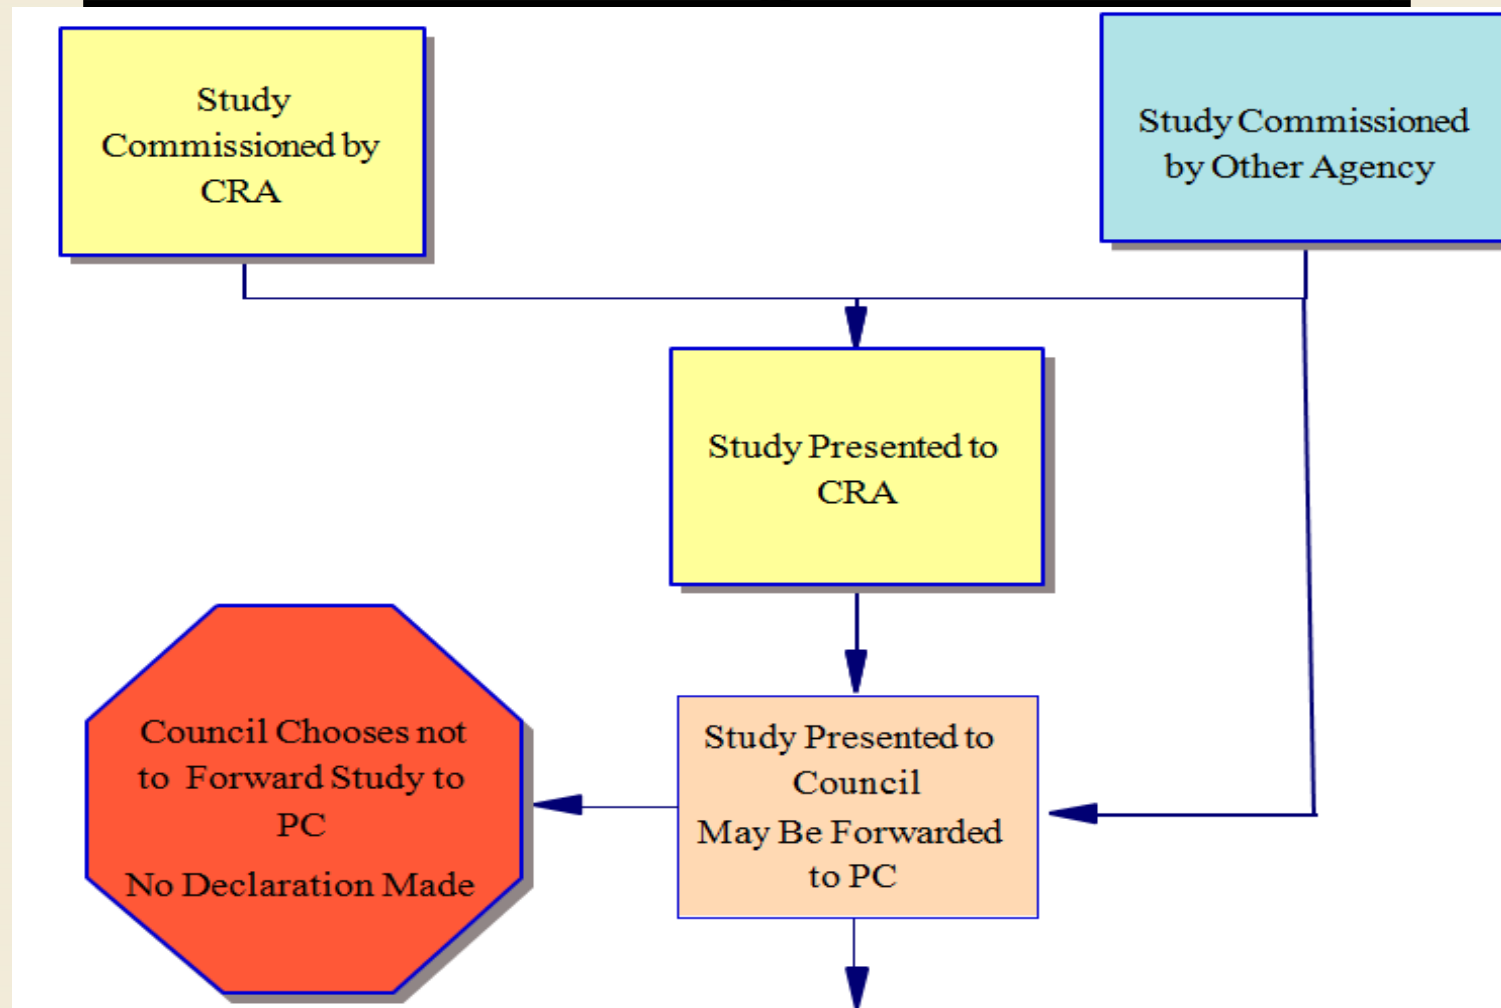 Study
Commissioned by
CRA
Study Commissioned
by Other Agency
Study Presented to
CRA
Council Chooses not
to Forward Study to
PC
No Declaration Made
Study Presented to
Council
May Be Forwarded
to PC